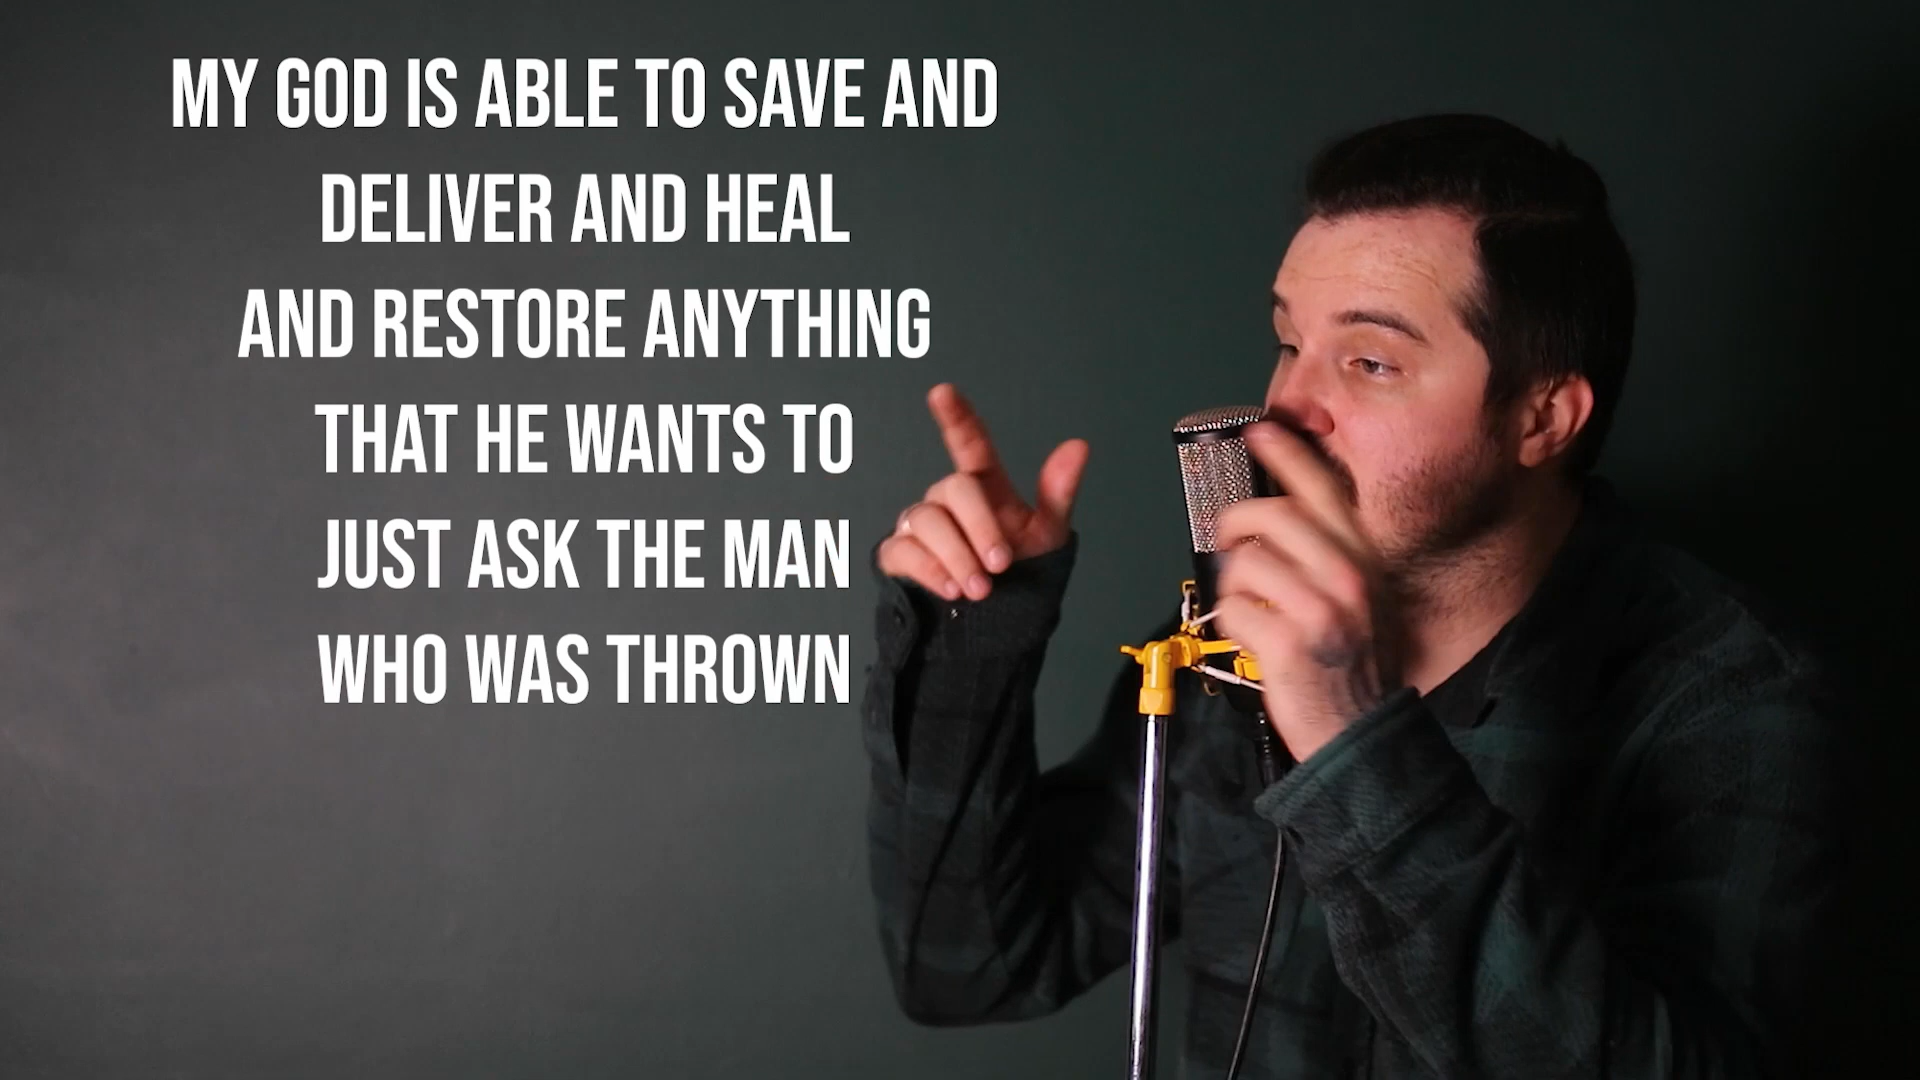 MY GOD IS ABLE TO SAVE AND
DELIVER AND HEAL
AND RESTORE ANYTHING
THAT HE WANTS TO
JUST ASK THE MAN
WHO WAS THROWN